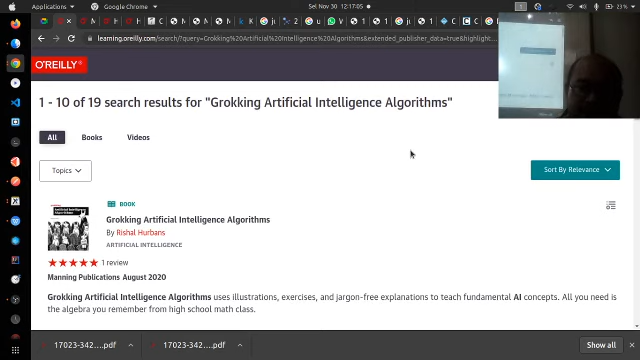 Google Chrome
Sel Nov 30 12:17:05
1
23 %
learning.oreilly.com/search/?query=Grokking%20Artificial%20Intelligence%20Algorithms&extended_publisher_data=true&highlight...
O'REILLY
1 - 10 of 19 search results for "Grokking Artificial Intelligence Algorithms"
All
Books
Videos
Topics
Sort By Relevance
BOOK
Grokking Artificial Intelligence Algorithms
By Rishal Hurbans
ARTIFICIAL INTELLIGENCE
1 review
Manning Publications August 2020
Grokking Artificial Intelligence Algorithms uses illustrations, exercises, and jargon-free explanations to teach fundamental AI concepts. All you need is
the algebra you remember from high school math class.
17023-342....pdf
17023-342....pdf
Show all